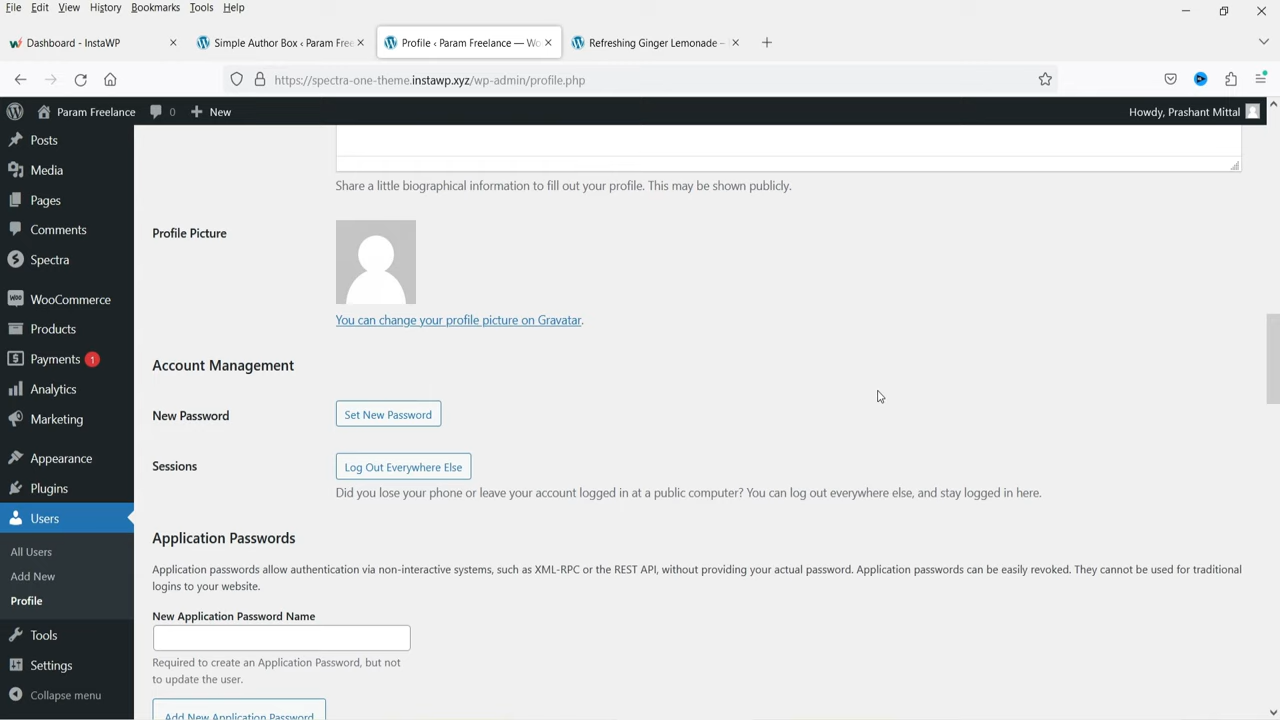 File Edit View History Bookmarks Tools Help
Dashboard - InstaWP
Simple Author Box ‹ Param Free
Profile ‹ Param Freelance — Wo
Refreshing Ginger Lemonade –
https://spectra-one-theme.instawp.xyz/wp-admin/profile.php
Param Freelance 0 New Howdy, Prashant Mittal
Posts
Media
Pages
Comments
Spectra
WooCommerce
Products
Payments 1
Analytics
Marketing
Appearance
Plugins
Users
All Users
Add New
Profile
Tools
Settings
Collapse menu
Share a little biographical information to fill out your profile. This may be shown publicly.
Profile Picture
You can change your profile picture on Gravatar.
Account Management
New Password Set New Password
Sessions Log Out Everywhere Else
Did you lose your phone or leave your account logged in at a public computer? You can log out everywhere else, and stay logged in here.
Application Passwords
Application passwords allow authentication via non-interactive systems, such as XML-RPC or the REST API, without providing your actual password. Application passwords can be easily revoked. They cannot be used for traditional
logins to your website.
New Application Password Name
Required to create an Application Password, but not
to update the user.
Add New Application Password